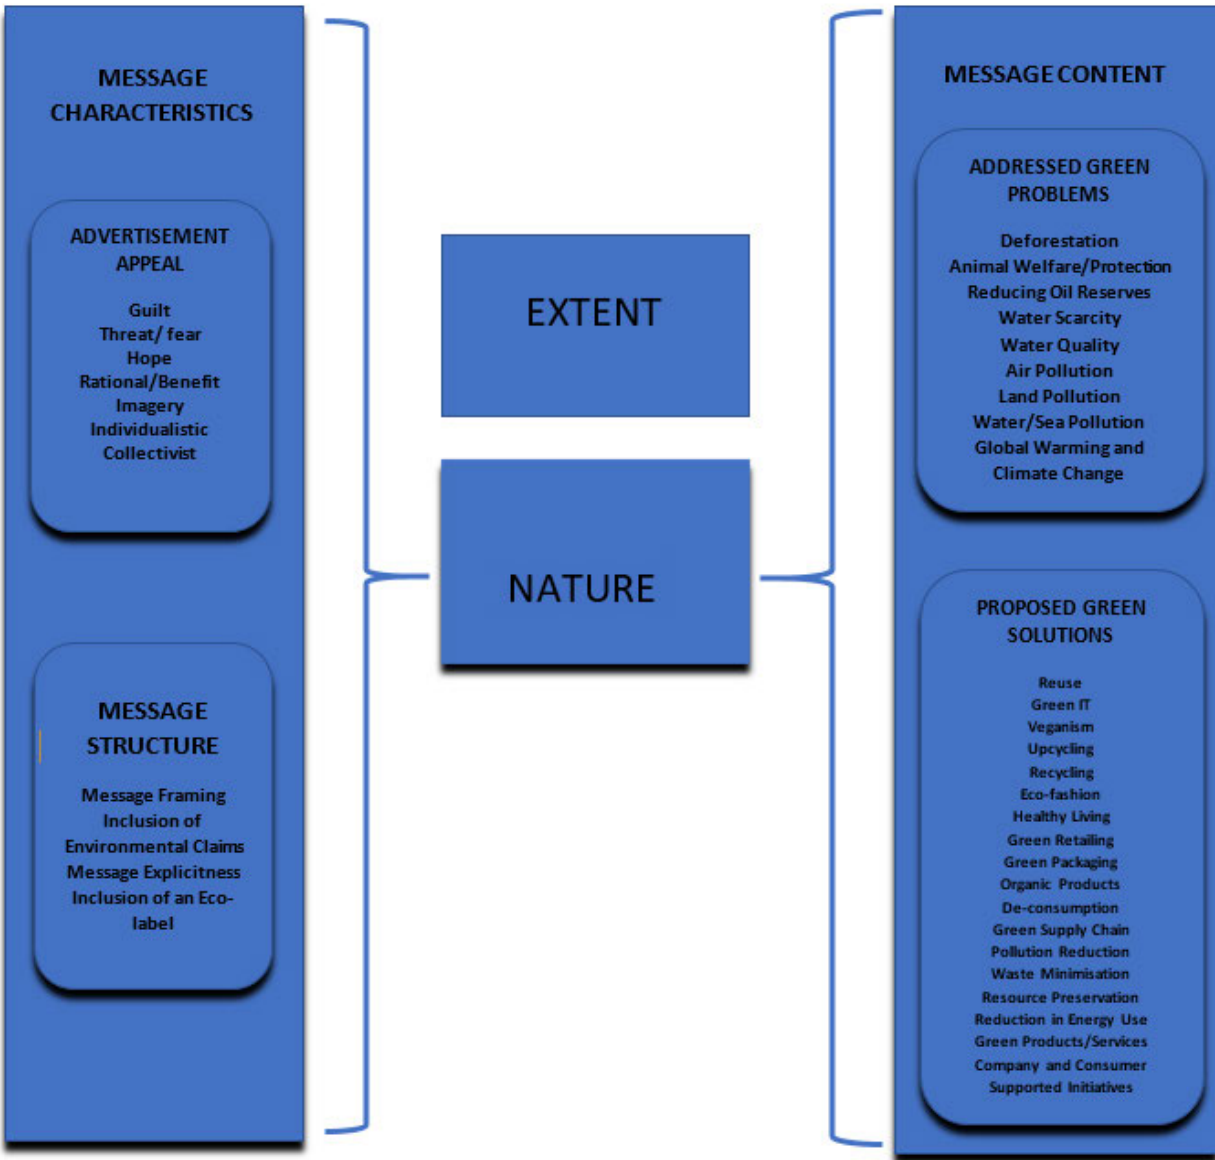 MESSAGE
CHARACTERISTICS
ADVERTISEMENT
APPEAL
Guilt
Threat/ fear
Hope
Rational/Benefit
Imagery
Individualistic
Collectivist
MESSAGE
STRUCTURE
Message Framing
Inclusion of
Environmental Claims
Message Explicitness
Inclusion of an Eco-
label
EXTENT
NATURE
MESSAGE CONTENT
ADDRESSED GREEN
PROBLEMS
Deforestation
Animal Welfare/Protection
Reducing Oil Reserves
Water Scarcity
Water Quality
Air Pollution
Land Pollution
Water/Sea Pollution
Global Warming and
Climate Change
PROPOSED GREEN
SOLUTIONS
Reuse
Green IT
Veganism
Upcycling
Recycling
Eco-fashion
Healthy Living
Green Retailing
Green Packaging
Organic Products
De-consumption
Green Supply Chain
Pollution Reduction
Waste Minimisation
Resource Preservation
Reduction in Energy Use
Green Products/Services
Company and Consumer
Supported Initiatives